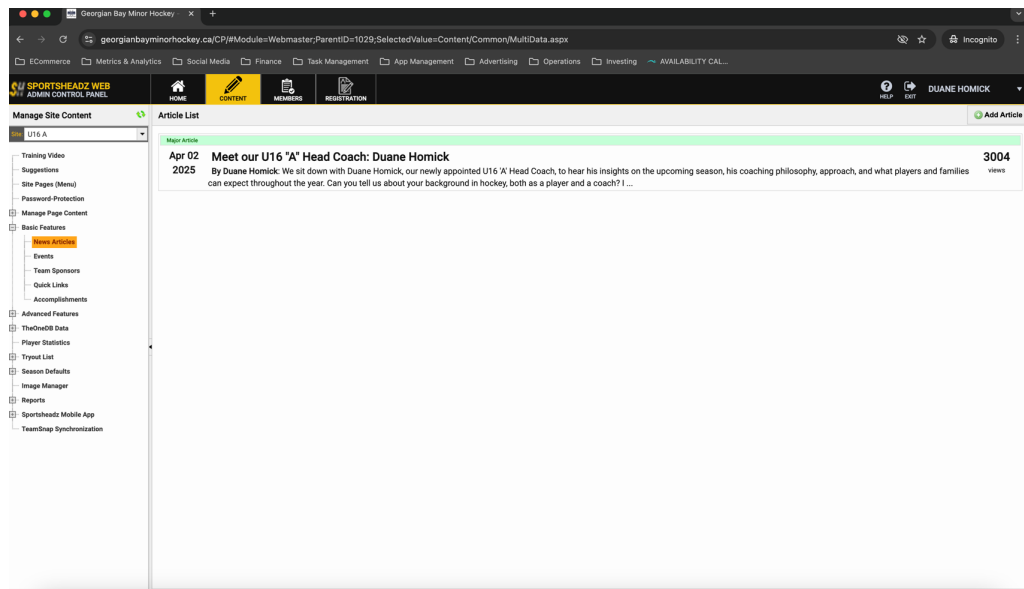 Georgian Bay Minor Hockey
georgianbayminorhockey.ca/CP/#Module=Webmaster;ParentID=1029;SelectedValue=Content/Common/MultiData.aspx
Incognito
ECommerce Metrics & Analytics Social Media Finance Task Management App Management Advertising Operations Investing AVAILABILITY CAL...
SPORTSHEADZ WEB
ADMIN CONTROL PANEL
HOME CONTENT MEMBERS REGISTRATION HELP EXIT DUANE HOMICK
Manage Site Content
Site: U16 A
Training Video
Suggestions
Site Pages (Menu)
Password-Protection
Manage Page Content
Basic Features
News Articles
Events
Team Sponsors
Quick Links
Accomplishments
Advanced Features
TheOneDB Data
Player Statistics
Tryout List
Season Defaults
Image Manager
Reports
Sportsheadz Mobile App
TeamSnap Synchronization
Article List
Add Article
Major Article
Apr 02
2025
Meet our U16 "A" Head Coach: Duane Homick
By Duane Homick: We sit down with Duane Homick, our newly appointed U16 'A' Head Coach, to hear his insights on the upcoming season, his coaching philosophy, approach, and what players and families
can expect throughout the year. Can you tell us about your background in hockey, both as a player and a coach? I ...
3004
views